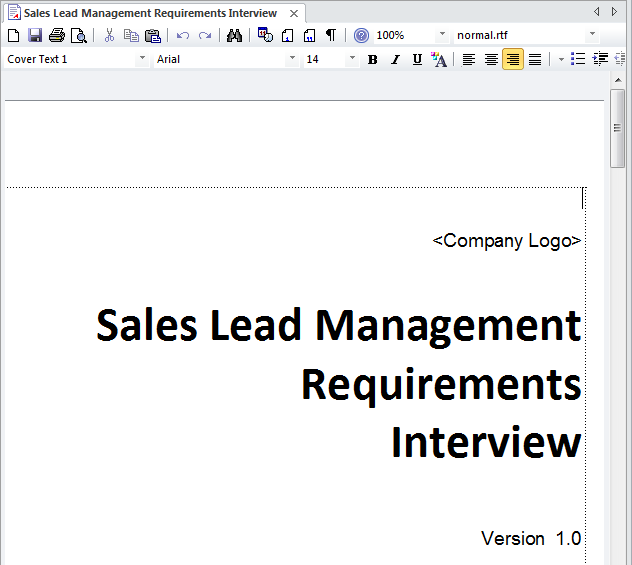 Sales Lead Management Requirements Interview
100%
normal.rtf
Cover Text 1
Arial
14
B
I
U
A
<Company Logo>
Sales Lead Management
Requirements
Interview
Version 1.0